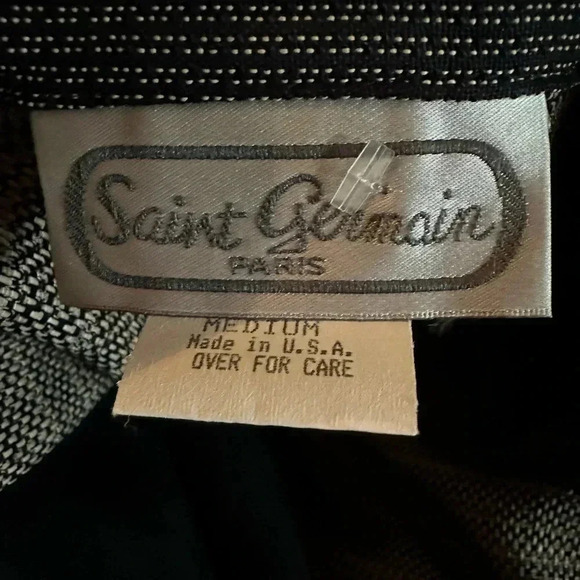 Saint Germain
PARIS
MEDIUM
Made in U.S.A.
OVER FOR CARE